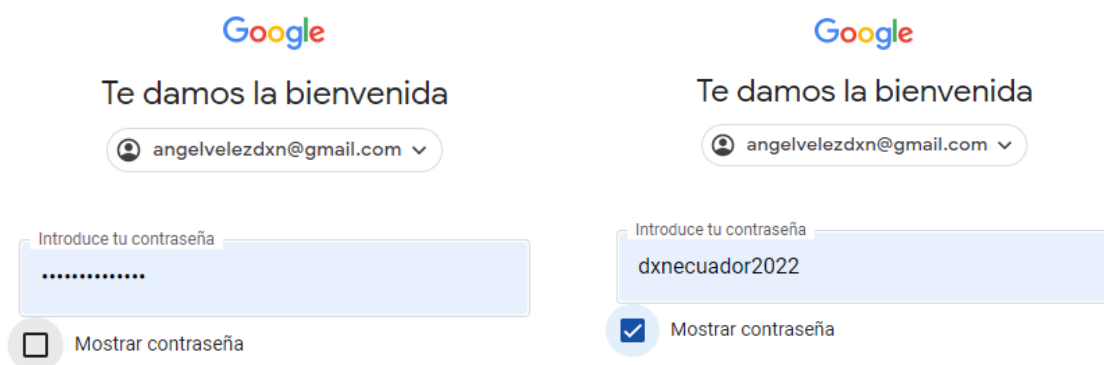 Google
Te damos la bienvenida
angelvelezdxn@gmail.com
Introduce tu contraseña
••••••••••••••
Mostrar contraseña
Google
Te damos la bienvenida
angelvelezdxn@gmail.com
Introduce tu contraseña
dxnecuador2022
Mostrar contraseña